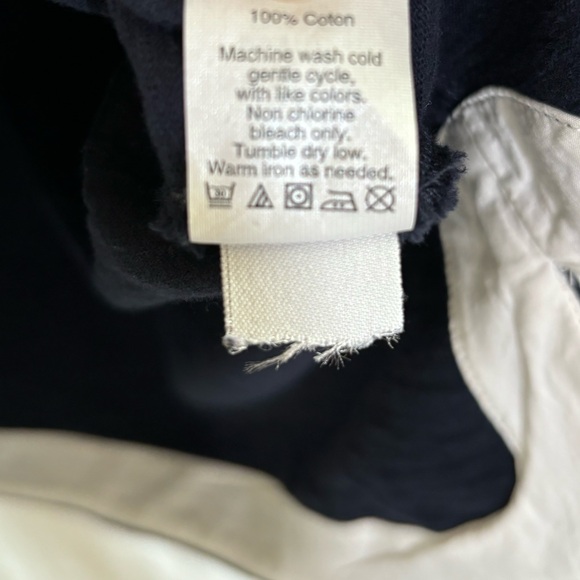 100% Coton
Machine wash cold
gentle cycle,
with like colors.
Non chlorine
bleach only.
Tumble dry low.
Warm iron as needed.
30